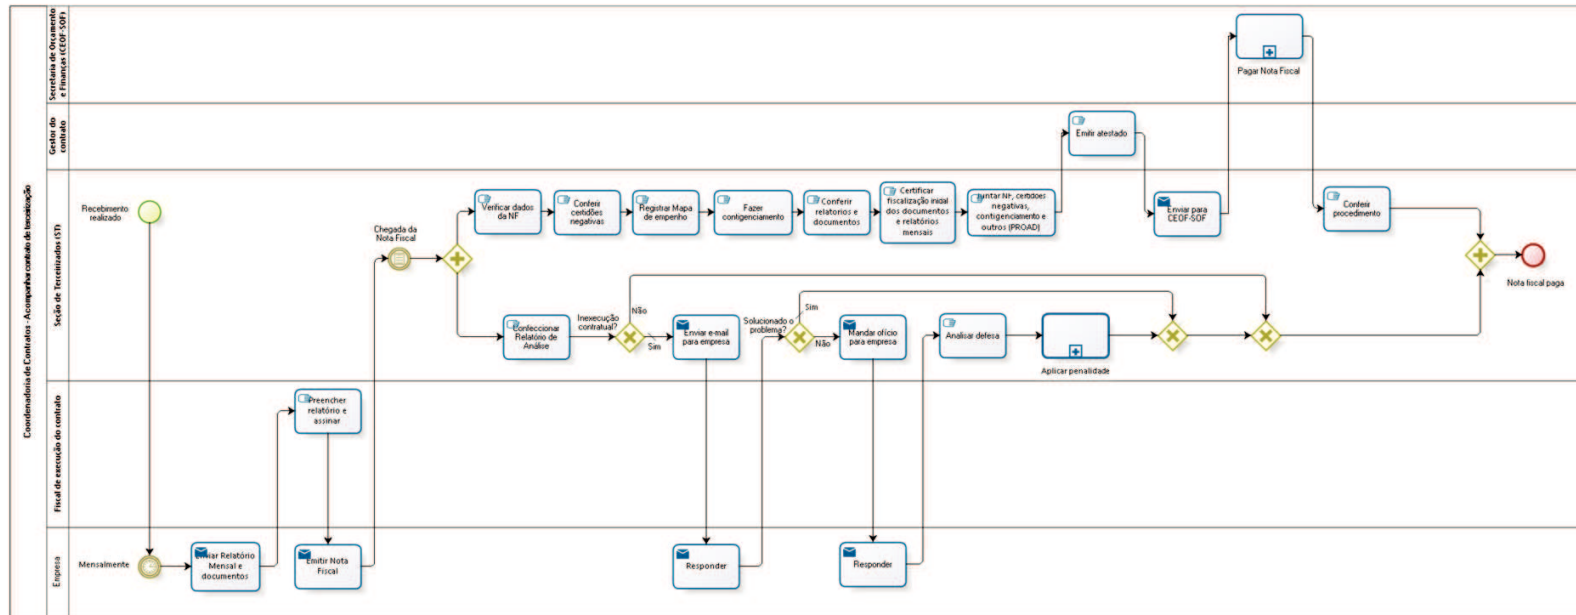 Coordenadoria de Contratos - Acompanhar contrato de terceirização
Secretaria de Orçamento
e Finanças (CEOF-SOF)
Pagar Nota Fiscal
Gestor do
contrato
Emitir atestado
Seção de Terceirizados (ST)
Recebimento
realizado
Chegada da
Nota Fiscal
Verificar dados
da NF
Conferir
certidões
negativas
Registrar Mapa
de empenho
Fazer
contigenciamento
Conferir
relatorios e
documentos
Certificar
fiscalização inicial
dos documentos
e relatórios
mensais
Juntar NF, certidões
negativas,
contigenciamento e
outros (PROAD)
Enviar para
CEOF-SOF
Conferir
procedimento
Nota fiscal paga
Confeccionar
Relatório de
Análise
Inexecução
contratual?
Não
Sim
Enviar e-mail
para empresa
Solucionado o
problema?
Sim
Não
Mandar ofício
para empresa
Analisar defesa
Aplicar penalidade
Fiscal de execução do contrato
Preencher
relatório e
assinar
Empresa
Mensalmente
Enviar Relatório
Mensal e
documentos
Emitir Nota
Fiscal
Responder
Responder